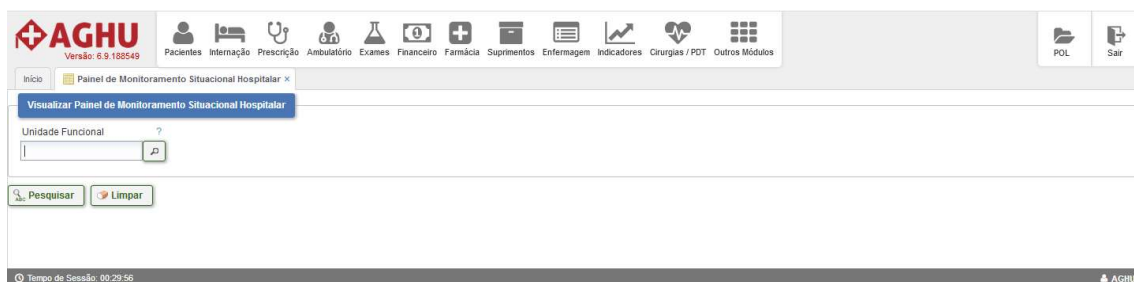 AGHU
Versão: 6.9.188549
Pacientes Internação Prescrição Ambulatório Exames Financeiro Farmácia Suprimentos Enfermagem Indicadores Cirurgias / PDT Outros Módulos POL Sair
Início Painel de Monitoramento Situacional Hospitalar ×
Visualizar Painel de Monitoramento Situacional Hospitalar
Unidade Funcional ?
Pesquisar Limpar
Tempo de Sessão: 00:29:56 AGHU